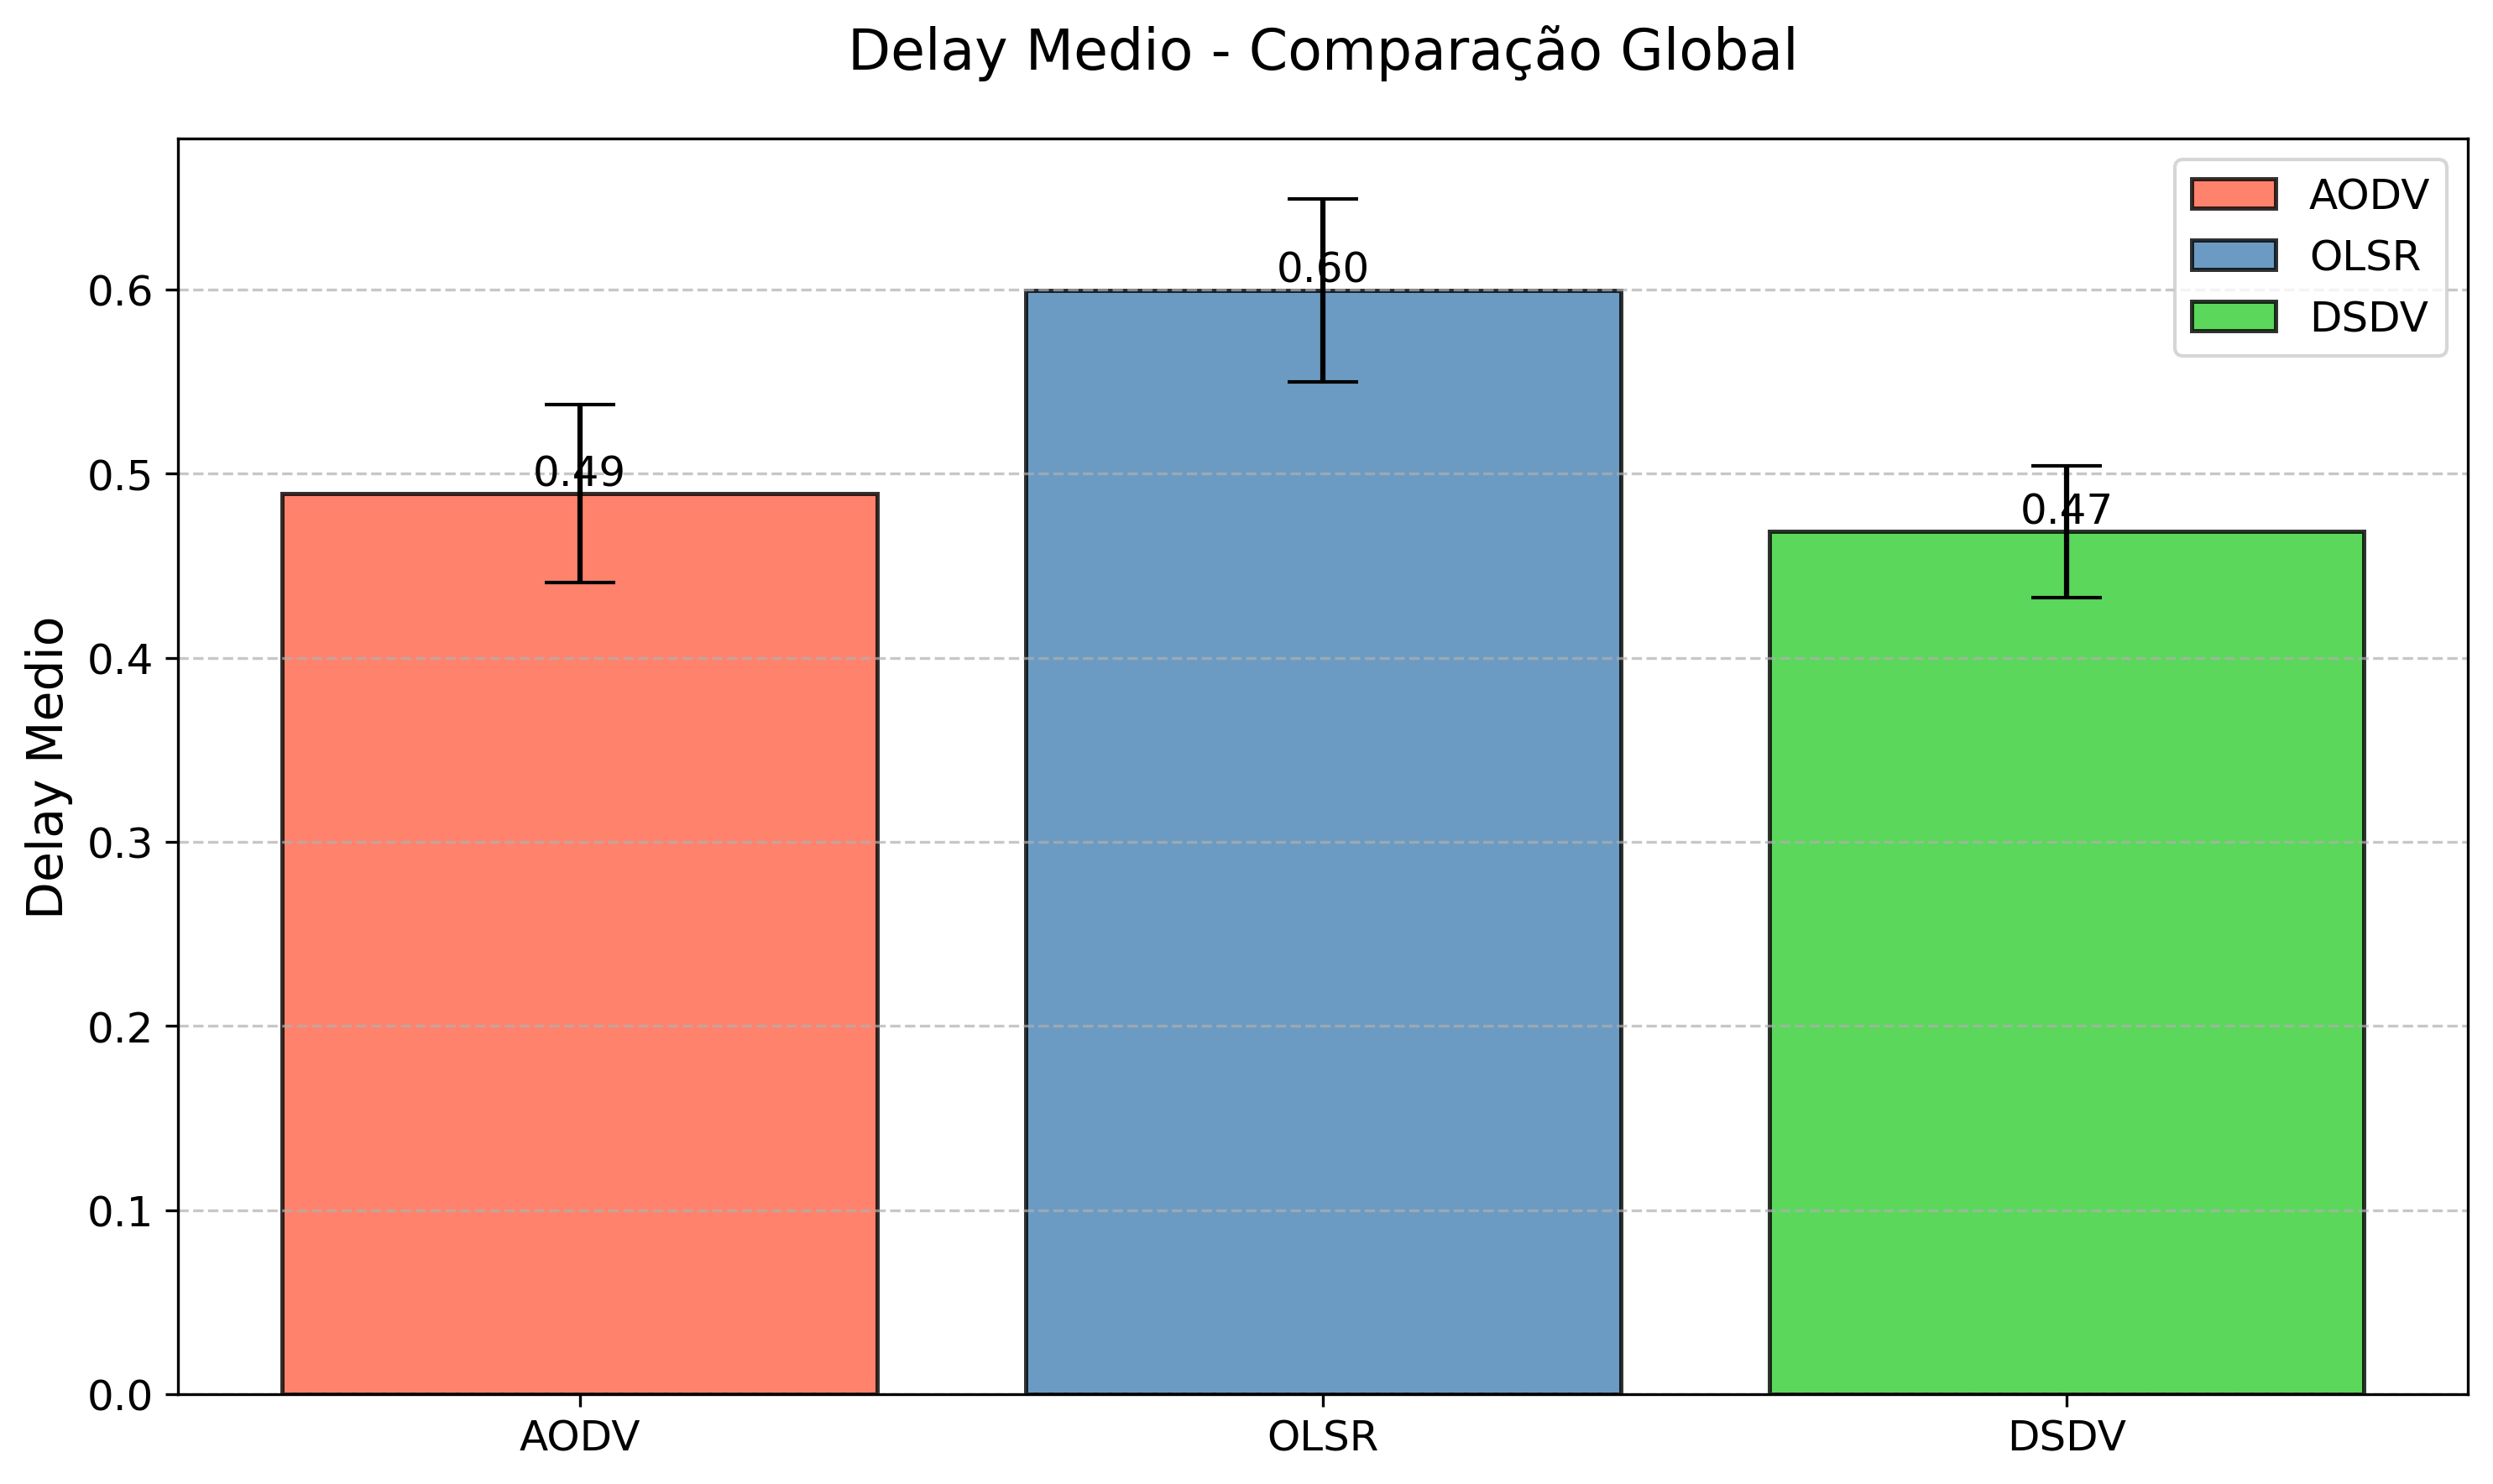 Delay Medio - Comparação Global
AODV
OLSR
DSDV
0.60
0.49
0.47
Delay Medio
0.6
0.5
0.4
0.3
0.2
0.1
0.0
AODV
OLSR
DSDV